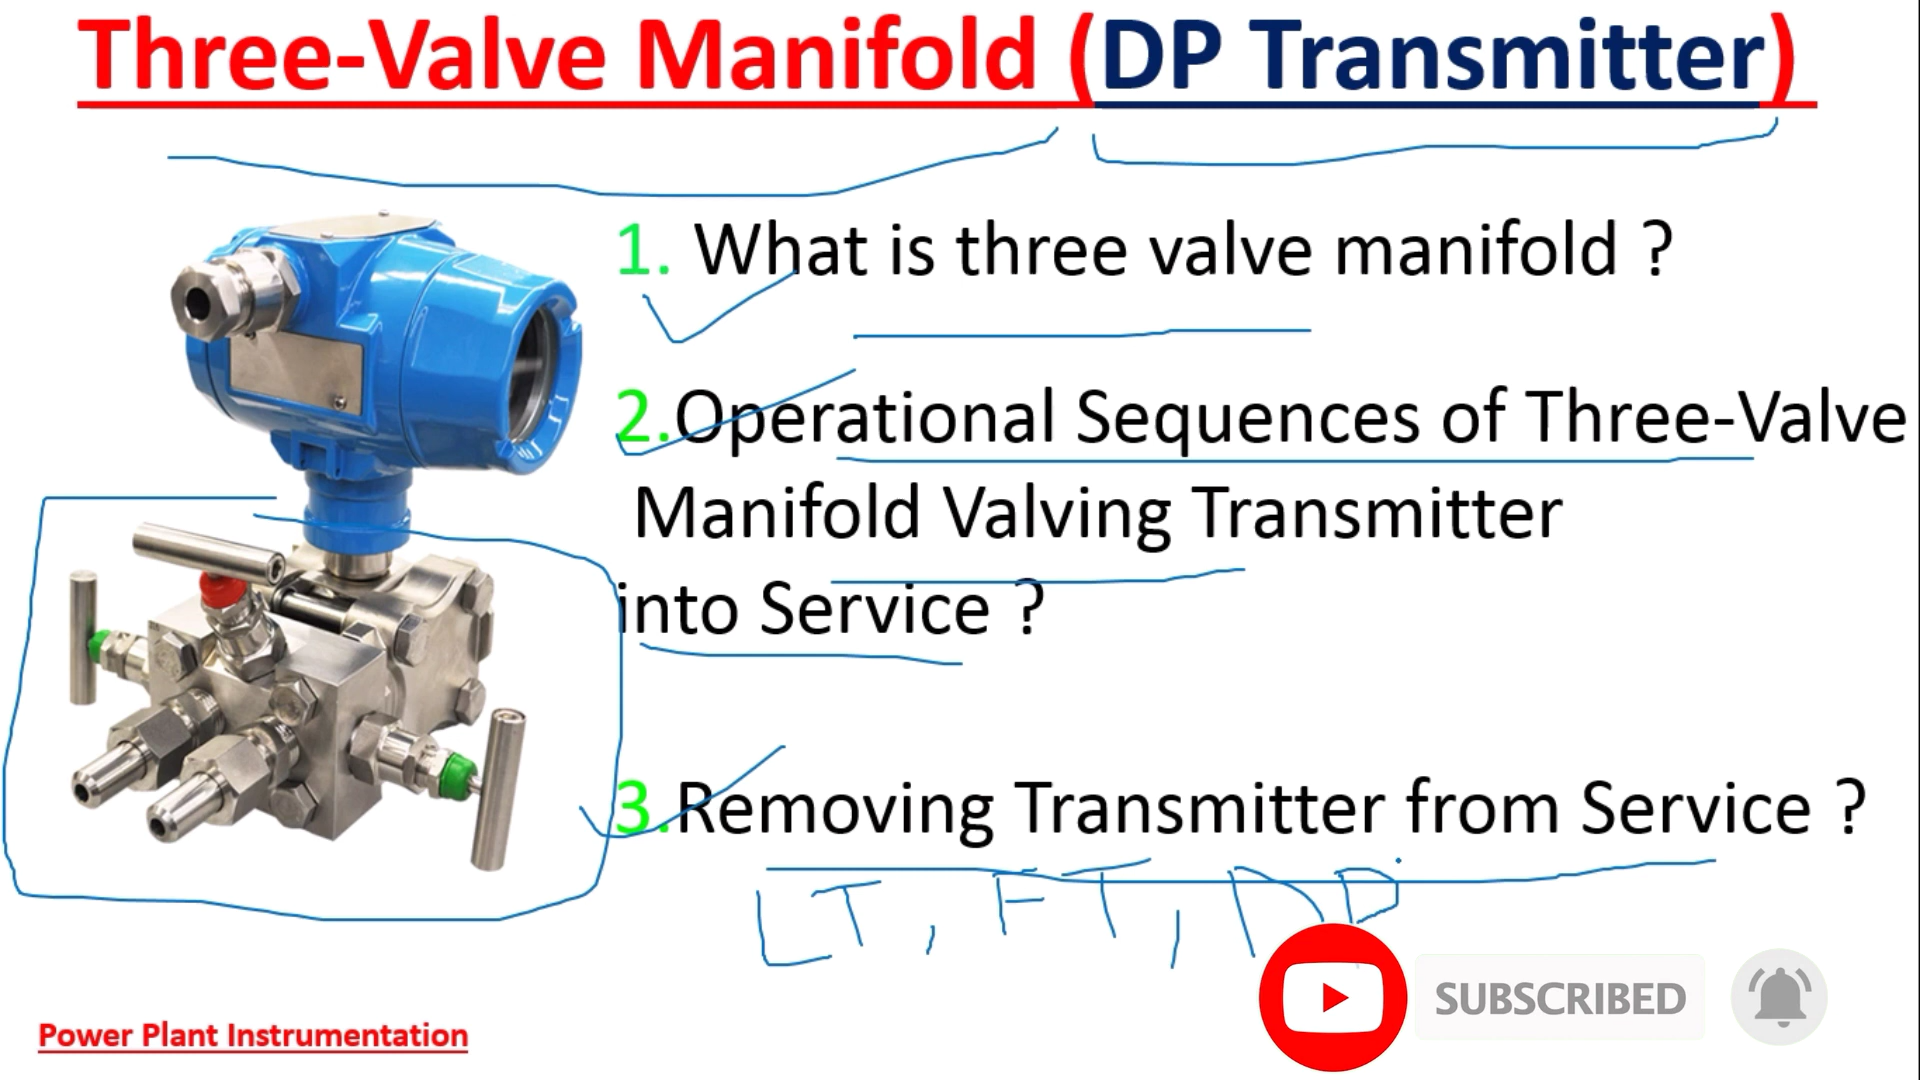 Three-Valve Manifold (DP Transmitter)
1. What is three valve manifold ?
2.Operational Sequences of Three-Valve
Manifold Valving Transmitter
into Service ?
3.Removing Transmitter from Service ?
LT, FT, DP
SUBSCRIBED
Power Plant Instrumentation